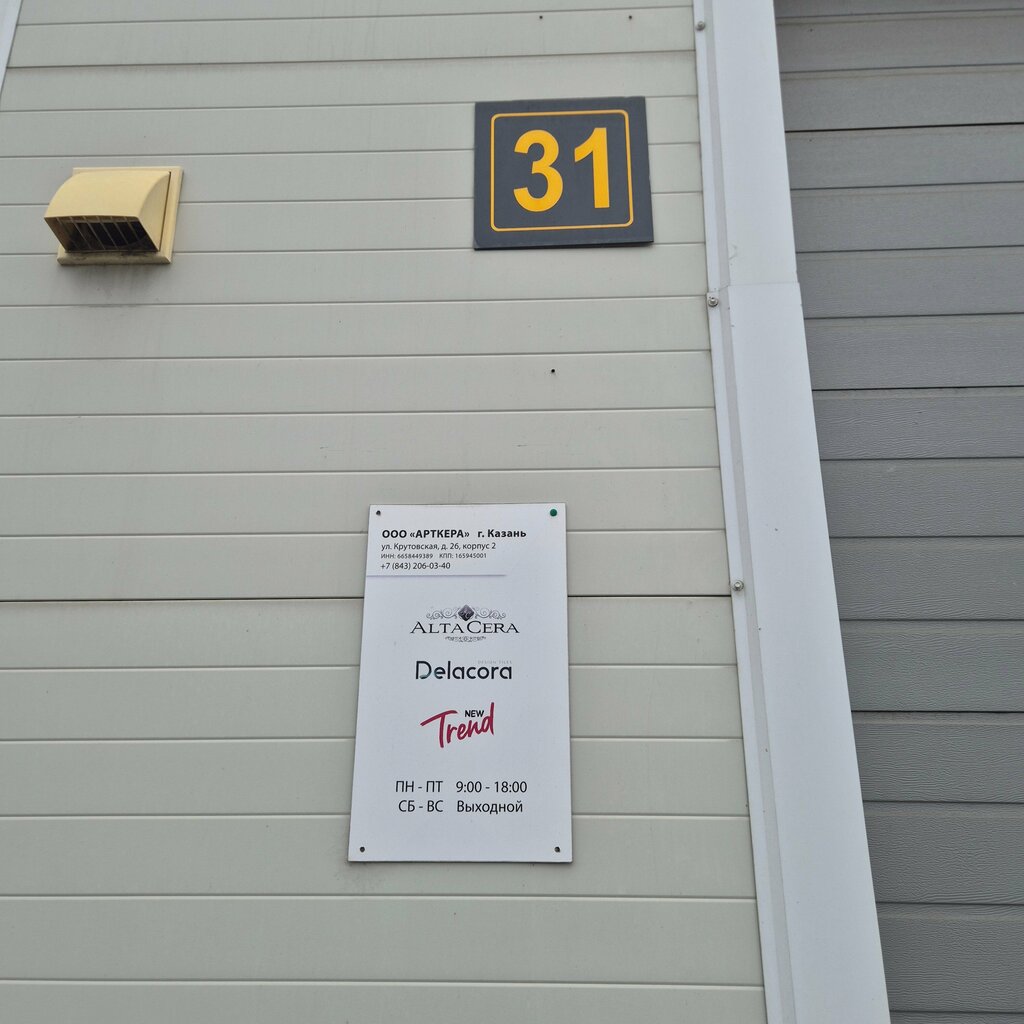 31
ООО «АРТКЕРА» г. Казань
ул. Крутовская, д. 26, корпус 2
ИНН: 6658449389 КПП: 165945001
+7 (843) 206-03-40
ALTACERA
Delacora
NEW
Trend
ПН - ПТ 9:00 - 18:00
СБ - ВС Выходной